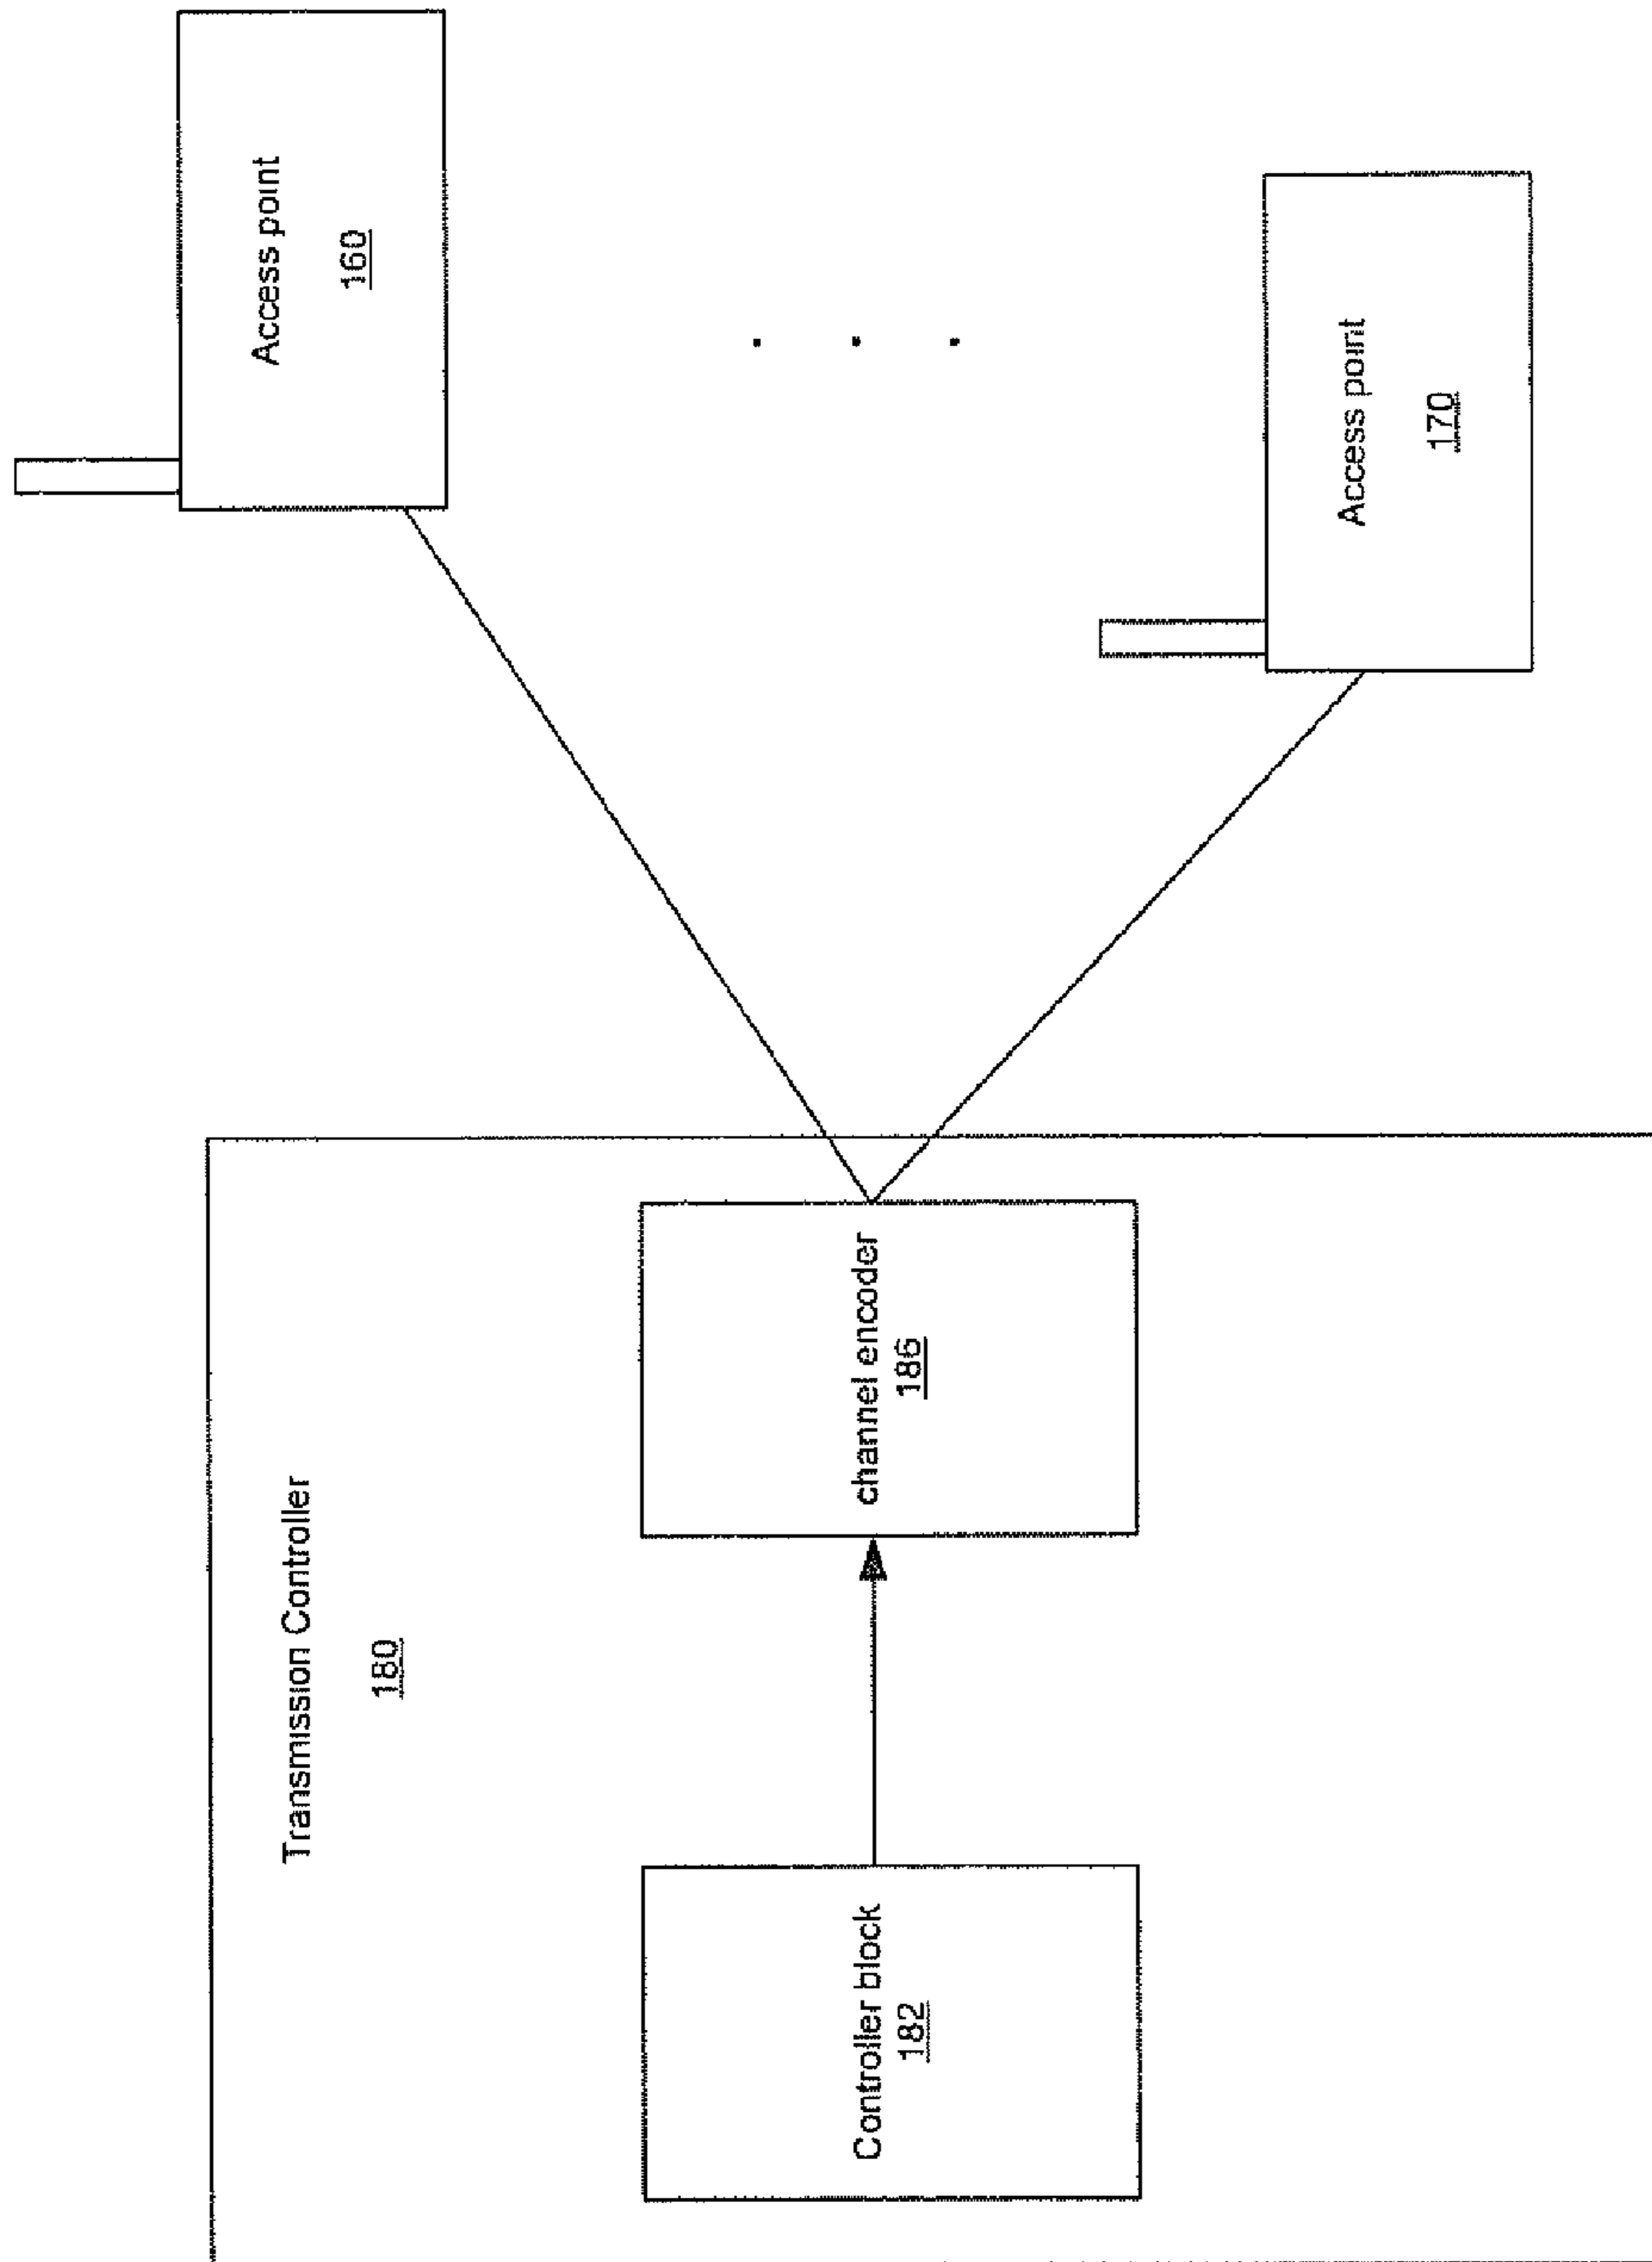 Transmission Controller
180
Controller block
182
channel encoder
186
Access point
160
Access point
170